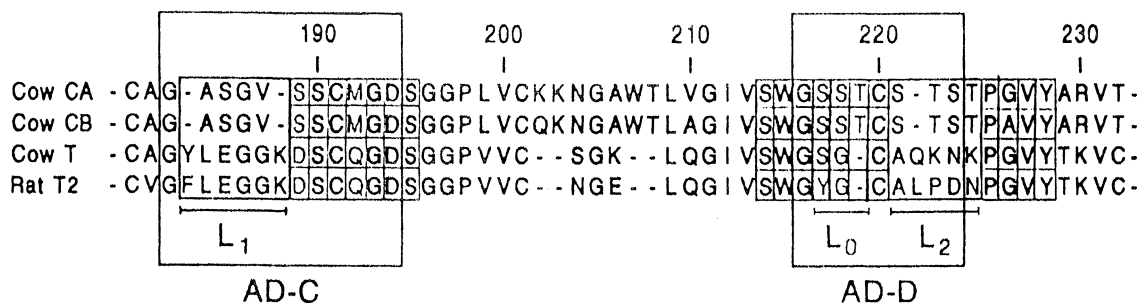 190 200 210 220 230
Cow CA - CAG-ASGV-SSCMGDSGGPLVCKKNGAWTLVGIVSWGSSTCS-TSTPGVYARVT-
Cow CB - CAG-ASGV-SSCMGDSGGPLVCQKNGAWTLAGIVSWGSSTCS-TSTPAVYARVT-
Cow T - CAGYLEGGKDSCQGDSGGPVVC--SGK--LQGIVSWGSG-CAQKNKPGVYTKVC-
Rat T2 - CVGFLEGGKDSCQGDSGGPVVC--NGE--LQGIVSWGYG-CALPDNPGVYTKVC-
L1 L0 L2
AD-C AD-D